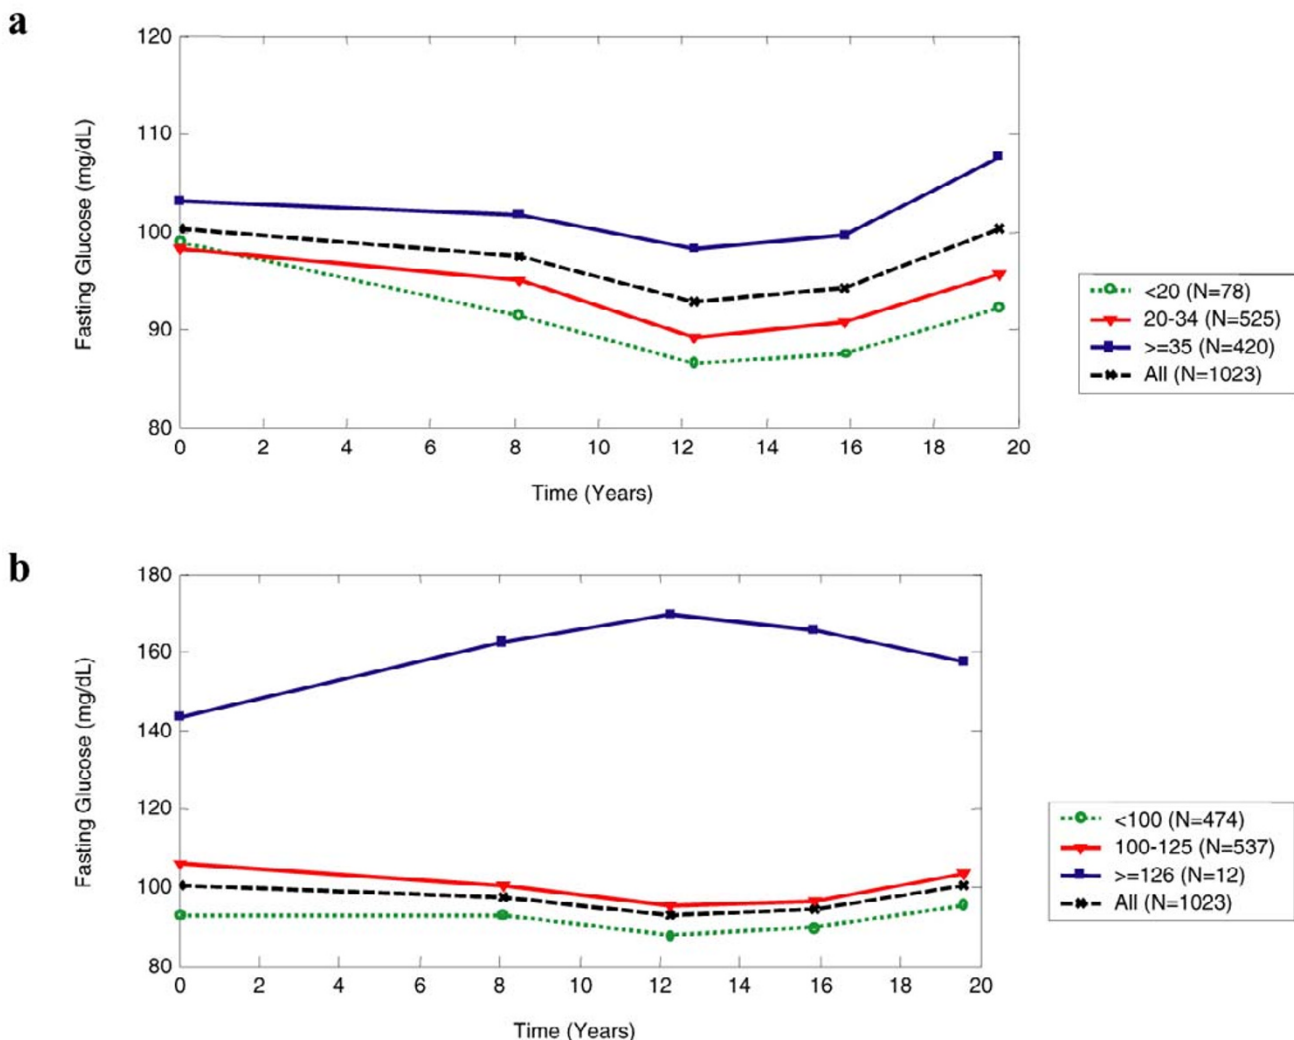 a
120
110
100
90
80
Fasting Glucose (mg/dL)
0 2 4 6 8 10 12 14 16 18 20
Time (Years)
<20 (N=78)
20-34 (N=525)
>=35 (N=420)
All (N=1023)
b
180
160
140
120
100
80
Fasting Glucose (mg/dL)
0 2 4 6 8 10 12 14 16 18 20
Time (Years)
<100 (N=474)
100-125 (N=537)
>=126 (N=12)
All (N=1023)